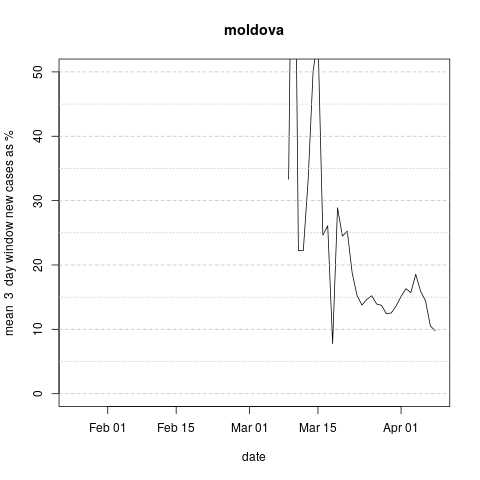 moldova
mean 3 day window new cases as %
50
40
30
20
10
0
Feb 01
Feb 15
Mar 01
Mar 15
Apr 01
date